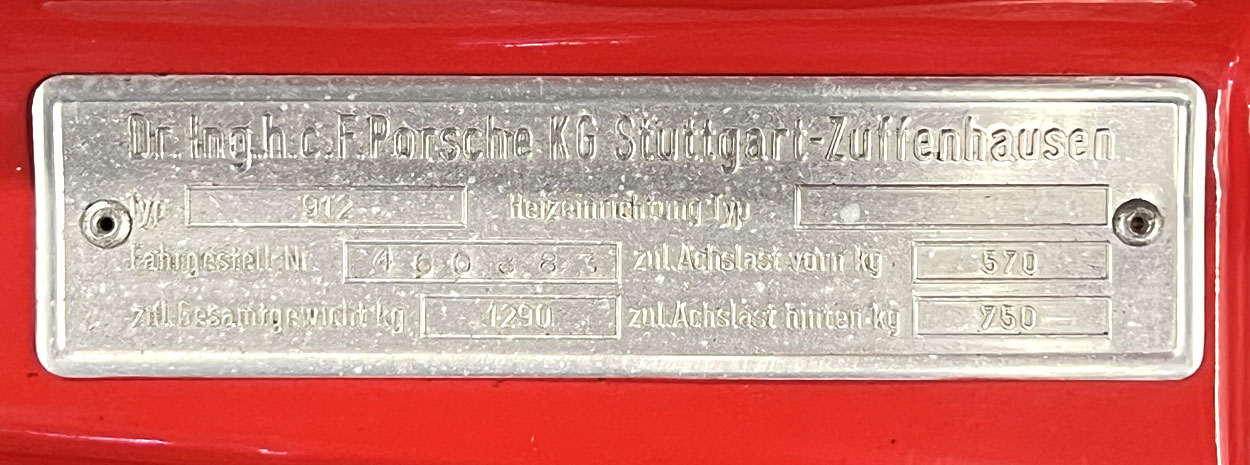 Dr. Ing.h.c.F.Porsche KG Stuttgart-Zuffenhausen
Typ 912 Heizeinrichtung Typ
Fahrgestell Nr 460383 zul.Achslast vorn kg 570
zul.Gesamtgewicht kg 1290 zul.Achslast hinten kg 750